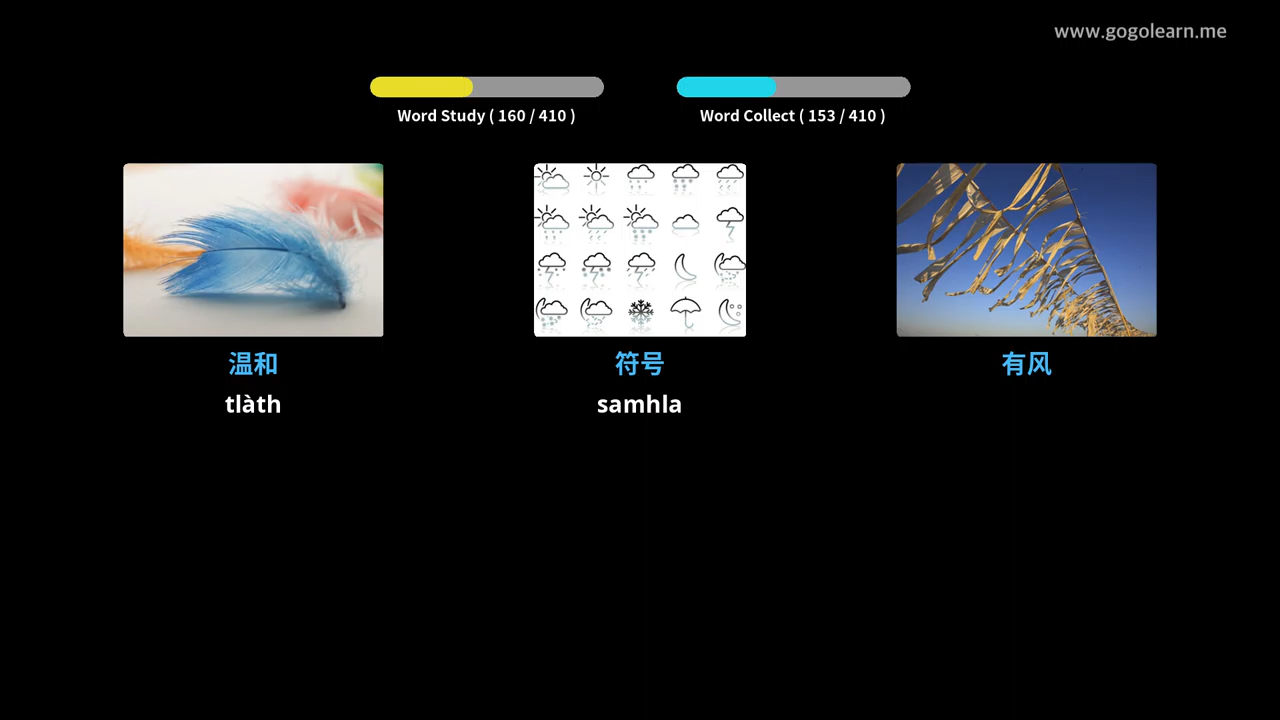 www.gogolearn.me
Word Study ( 160 / 410 )
Word Collect ( 153 / 410 )
温和
tlàth
符号
samhla
有风